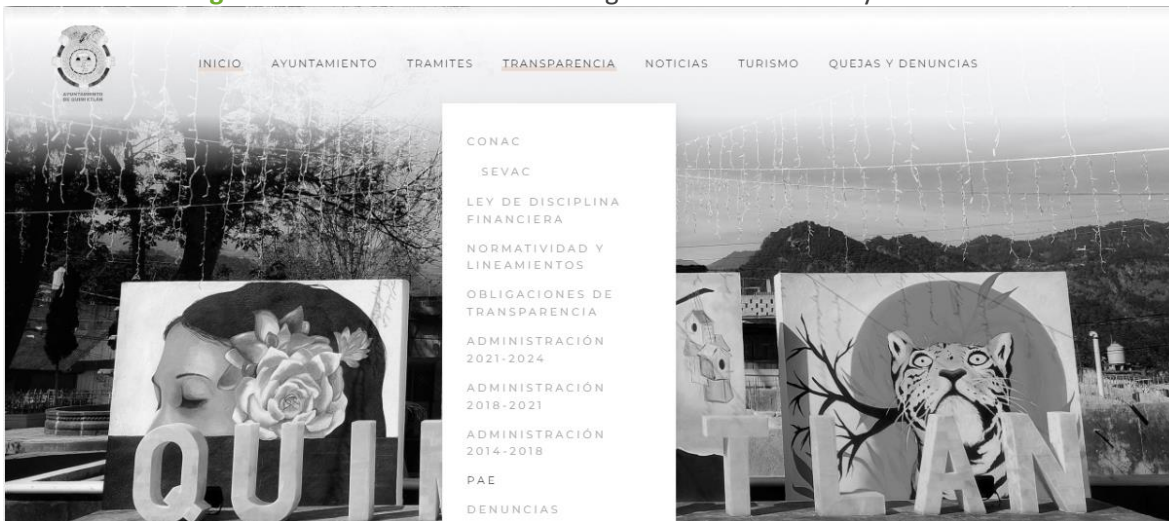 INICIO AYUNTAMIENTO TRAMITES TRANSPARENCIA NOTICIAS TURISMO QUEJAS Y DENUNCIAS
CONAC
SEVAC
LEY DE DISCIPLINA
FINANCIERA
NORMATIVIDAD Y
LINEAMIENTOS
OBLIGACIONES DE
TRANSPARENCIA
ADMINISTRACIÓN
2021-2024
ADMINISTRACIÓN
2018-2021
ADMINISTRACIÓN
2014-2018
PAE
DENUNCIAS
QUI TLAN